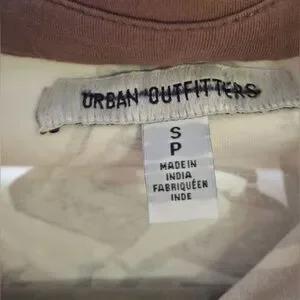 URBAN OUTFITTERS
S
P
MADE IN
INDIA
FABRIQUÉ EN
INDE